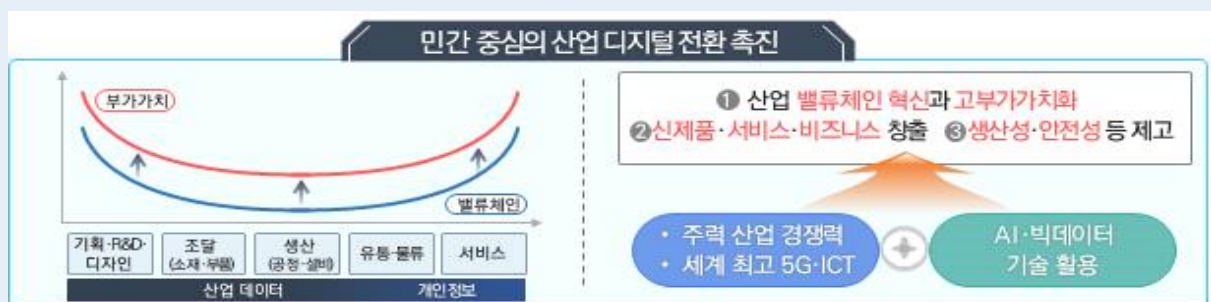 민간 중심의 산업 디지털 전환 촉진
부가가치
밸류체인
기획·R&D·
디자인
조달
(소재·부품)
생산
(공정·설비)
유통·물류
서비스
산업 데이터
개인정보
❶ 산업 밸류체인 혁신과 고부가가치화
❷신제품·서비스·비즈니스 창출 ❸생산성·안전성 등 제고
• 주력 산업 경쟁력
• 세계 최고 5G·ICT
AI·빅데이터
기술 활용